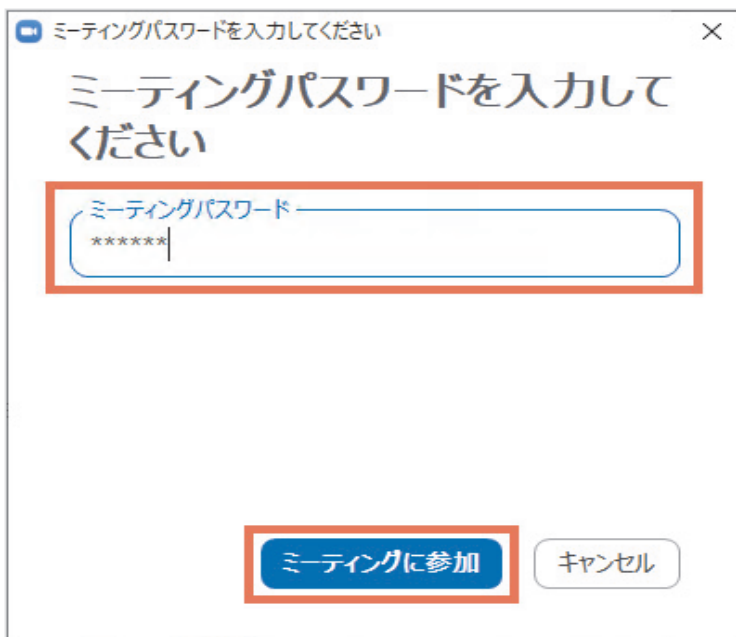 ミーティングパスワードを入力してください
ミーティングパスワードを入力して
ください
ミーティングパスワード
******
ミーティングに参加
キャンセル